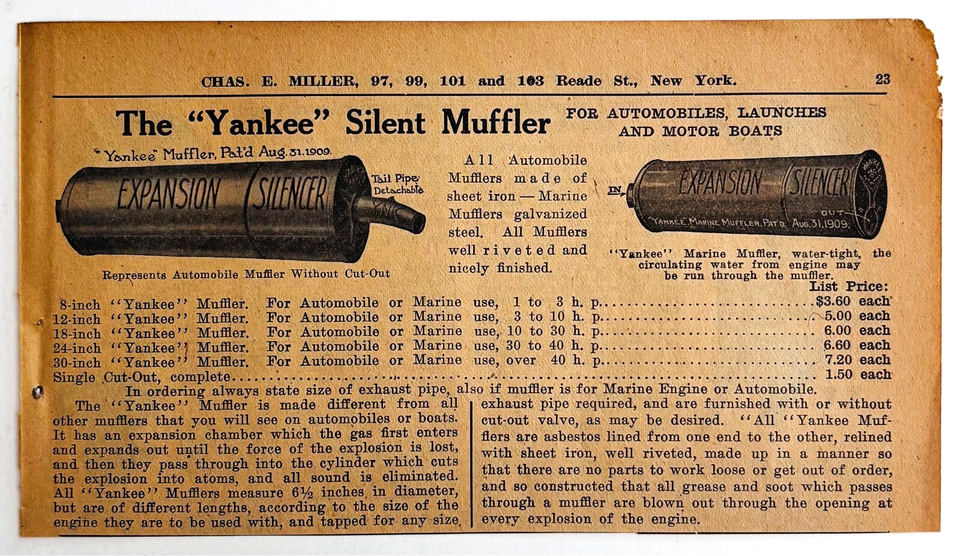 CHAS. E. MILLER, 97, 99, 101 and 103 Reade St., New York. 23
The “Yankee” Silent Muffler
FOR AUTOMOBILES, LAUNCHES
AND MOTOR BOATS
"Yankee" Muffler, Pat'd Aug. 31. 1909.
EXPANSION SILENCER
Tail Pipe
Detachable
Represents Automobile Muffler Without Cut-Out
All Automobile
Mufflers made of
sheet iron — Marine
Mufflers galvanized
steel. All Mufflers
well riveted and
nicely finished.
IN
EXPANSION SILENCER
OUT
"YANKEE" MARINE MUFFLER, PAT'D. AUG. 31, 1909.
“Yankee” Marine Muffler, water-tight, the
circulating water from engine may
be run through the muffler.
List Price:
8-inch “Yankee” Muffler. For Automobile or Marine use, 1 to 3 h. p. $3.60 each
12-inch “Yankee” Muffler. For Automobile or Marine use, 3 to 10 h. p. 5.00 each
18-inch “Yankee” Muffler. For Automobile or Marine use, 10 to 30 h. p. 6.00 each
24-inch “Yankee” Muffler. For Automobile or Marine use, 30 to 40 h. p. 6.60 each
30-inch “Yankee” Muffler. For Automobile or Marine use, over 40 h. p. 7.20 each
Single Cut-Out, complete 1.50 each
In ordering always state size of exhaust pipe, also if muffler is for Marine Engine or Automobile.
The “Yankee” Muffler is made different from all
other mufflers that you will see on automobiles or boats.
It has an expansion chamber which the gas first enters
and expands out until the force of the explosion is lost,
and then they pass through into the cylinder which cuts
the explosion into atoms, and all sound is eliminated.
All “Yankee” Mufflers measure 6½ inches in diameter,
but are of different lengths, according to the size of the
engine they are to be used with, and tapped for any size
exhaust pipe required, and are furnished with or without
cut-out valve, as may be desired. “All “Yankee Muf-
flers are asbestos lined from one end to the other, relined
with sheet iron, well riveted, made up in a manner so
that there are no parts to work loose or get out of order,
and so constructed that all grease and soot which passes
through a muffler are blown out through the opening at
every explosion of the engine.